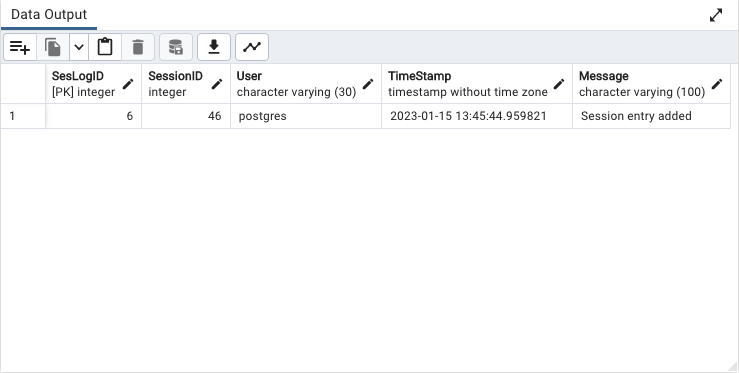 Data Output
SesLogID SessionID User TimeStamp Message
[PK] integer integer character varying (30) timestamp without time zone character varying (100)
1 6 46 postgres 2023-01-15 13:45:44.959821 Session entry added